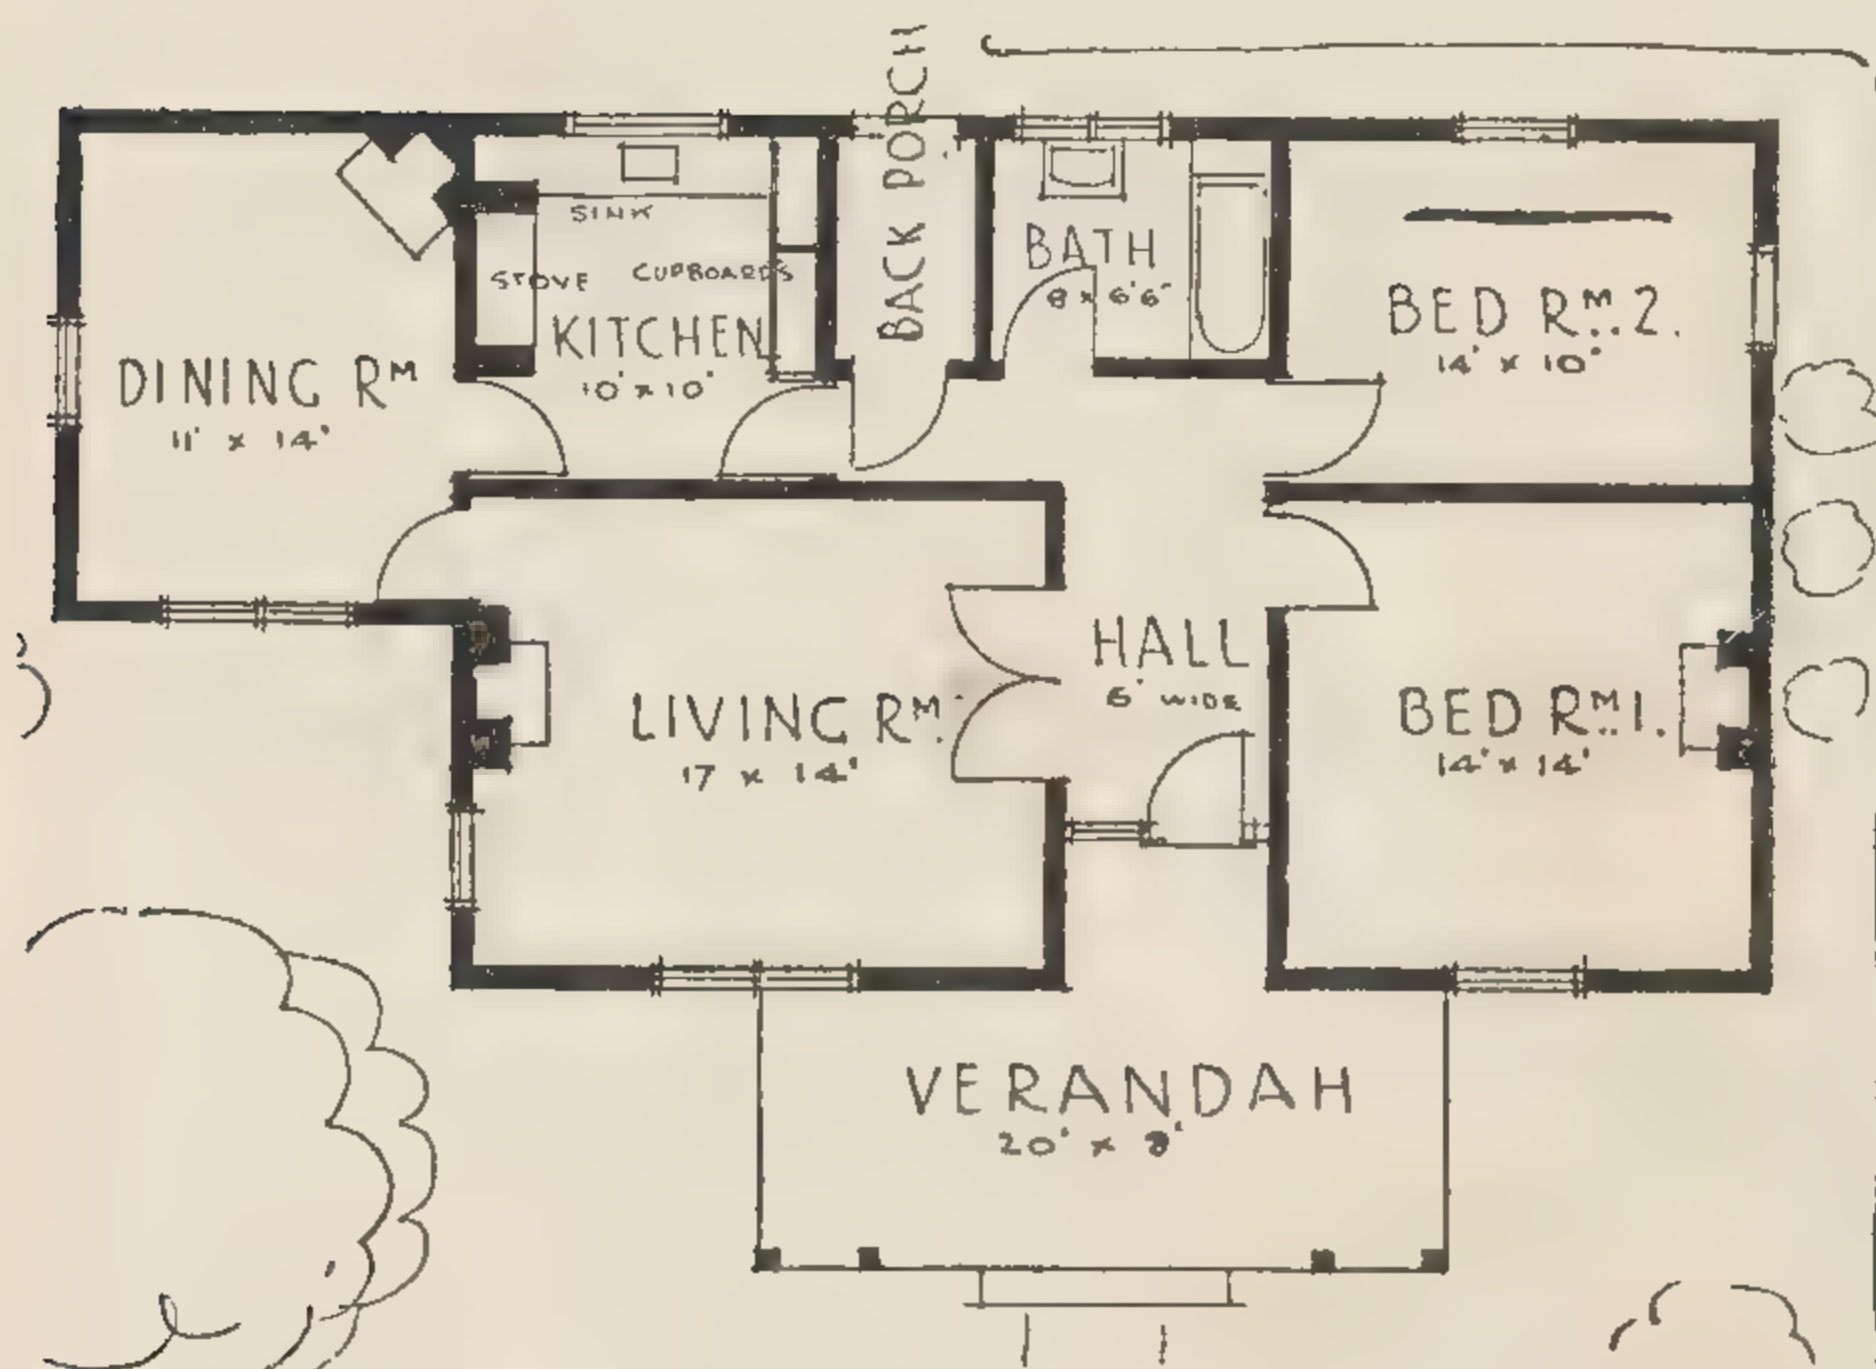 BACK PORCH
SINK
STOVE CUPBOARDS
KITCHEN
10' x 10'
BATH
8 x 6'6"
BED RM. 2.
14' x 10'
DINING RM
11' x 14'
HALL
6' WIDE
LIVING RM.
17 x 14'
BED RM. 1.
14' x 14'
VERANDAH
20' x 8'